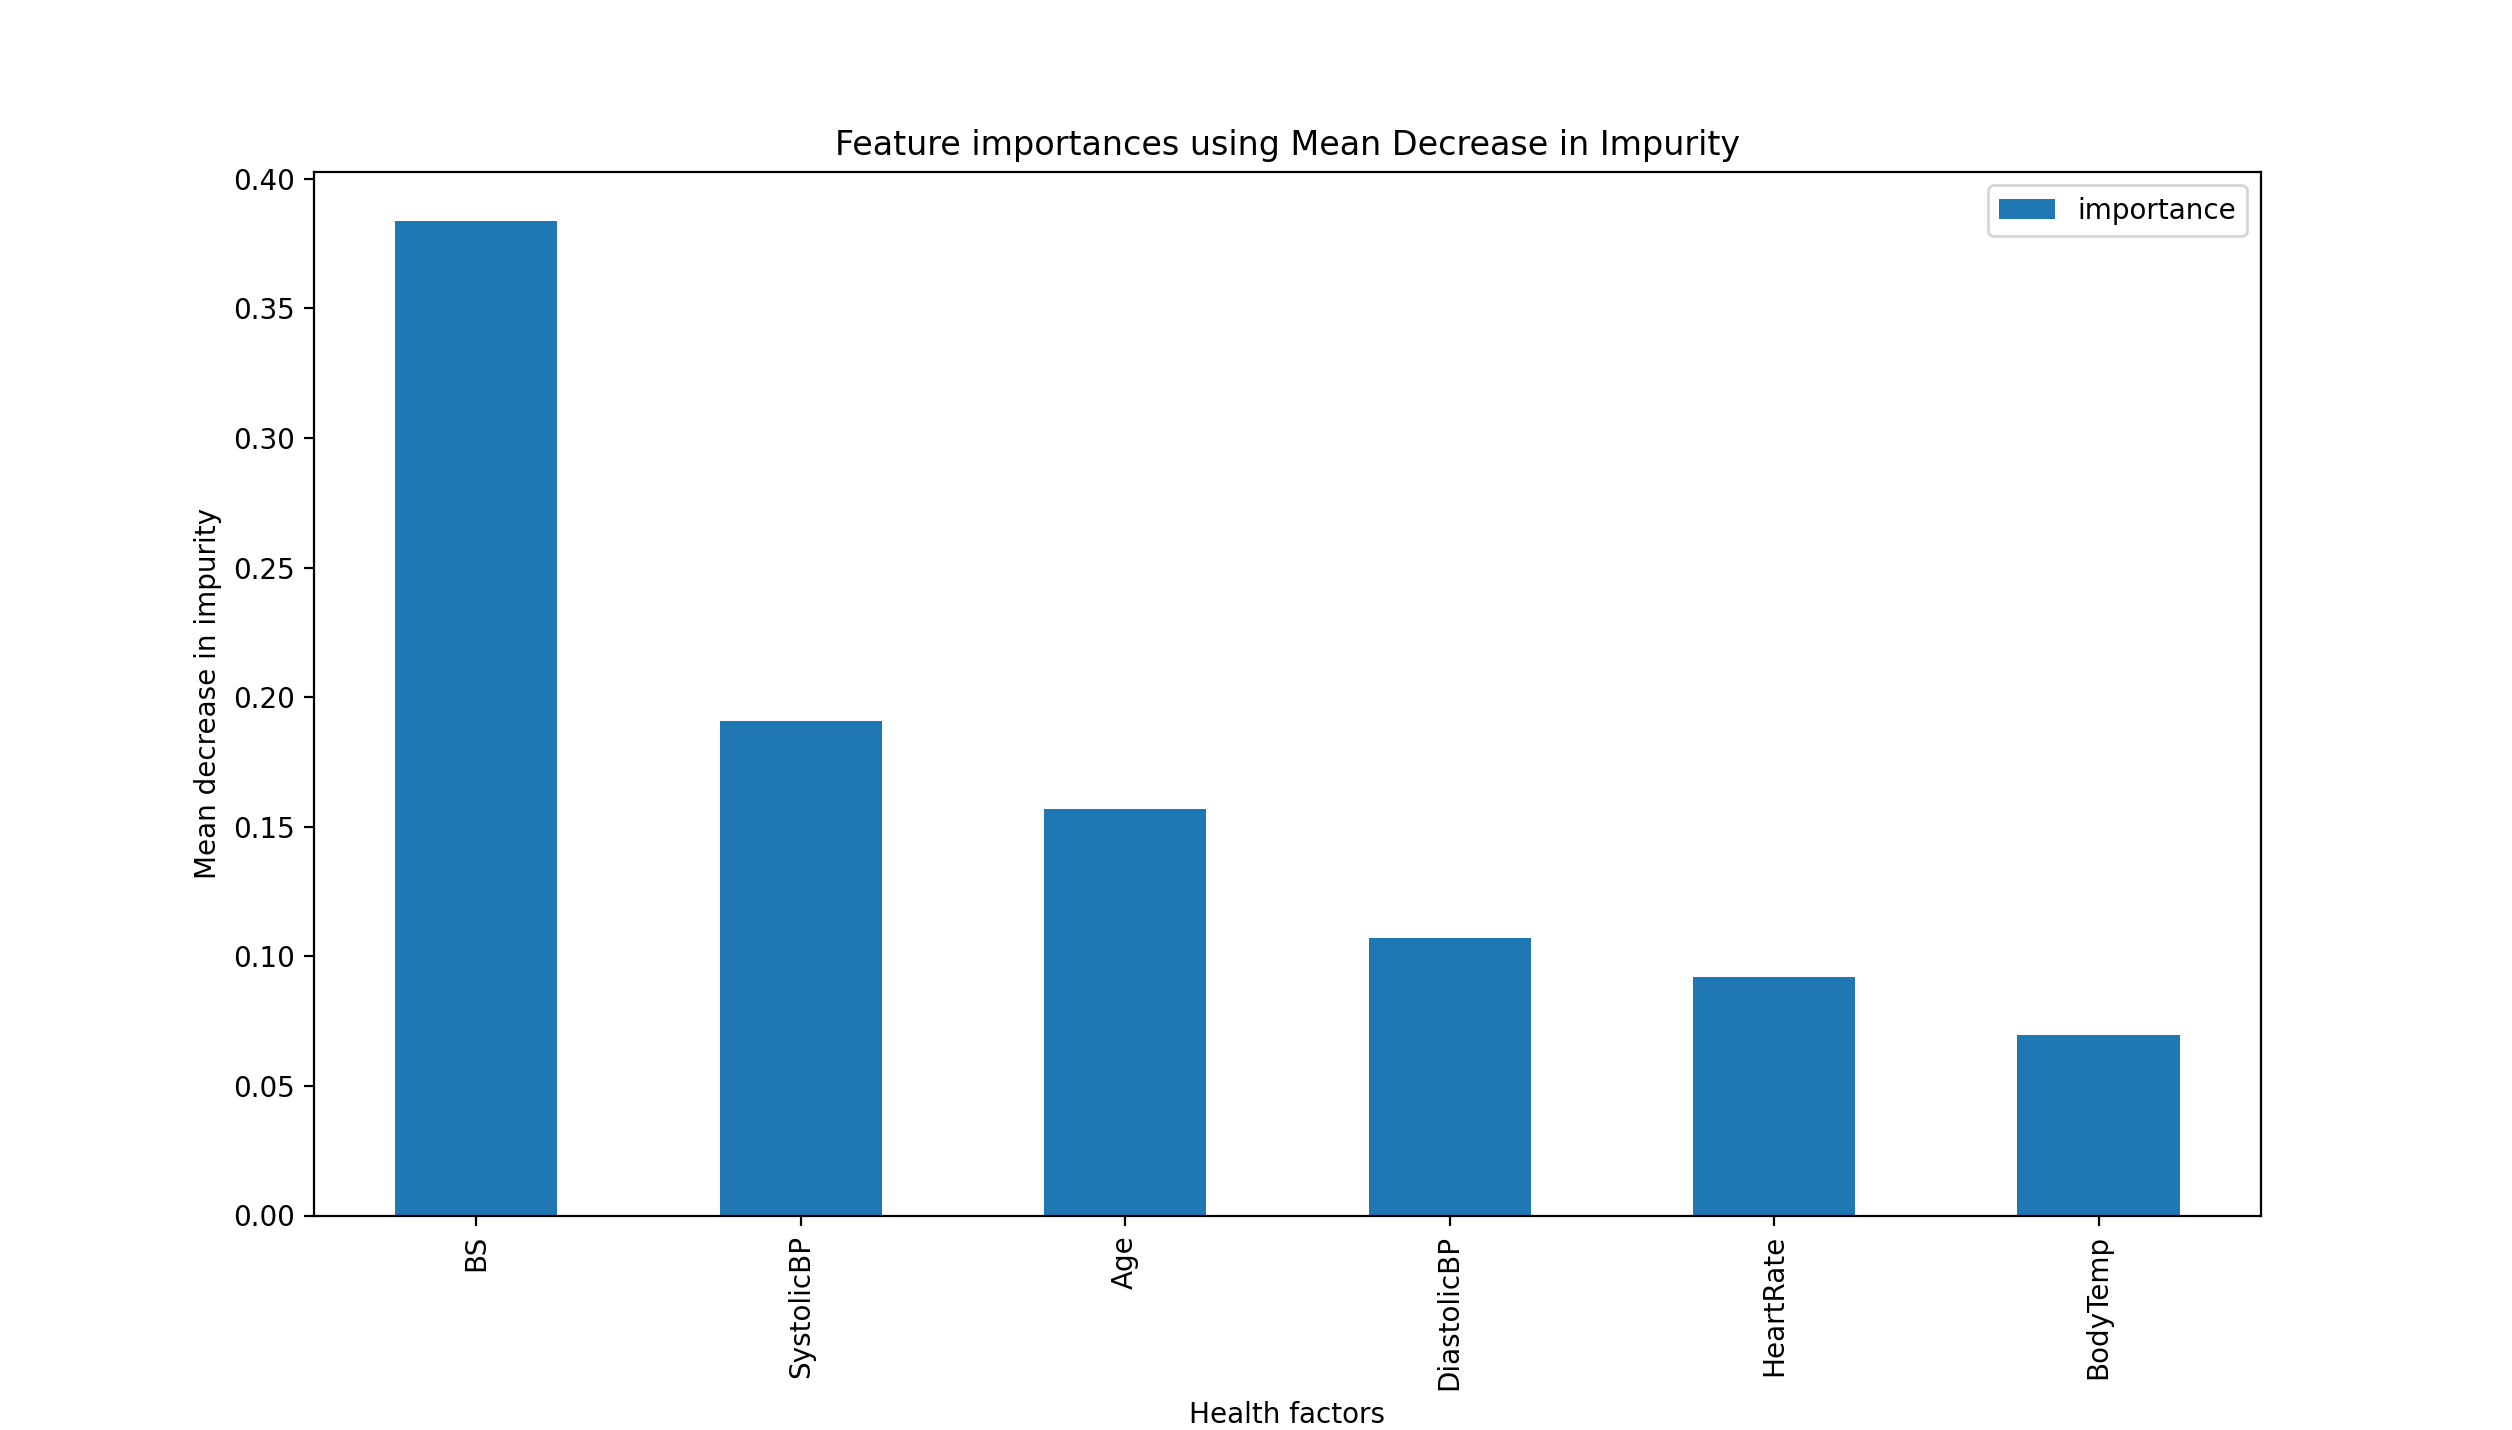 Feature importances using Mean Decrease in Impurity
importance
Mean decrease in impurity
0.40
0.35
0.30
0.25
0.20
0.15
0.10
0.05
0.00
BS
SystolicBP
Age
DiastolicBP
HeartRate
BodyTemp
Health factors